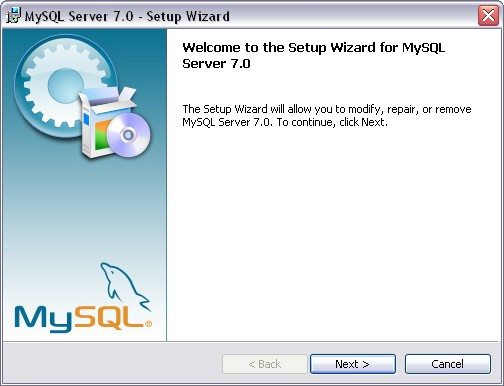 MySQL Server 7.0 - Setup Wizard
Welcome to the Setup Wizard for MySQL
Server 7.0
The Setup Wizard will allow you to modify, repair, or remove
MySQL Server 7.0. To continue, click Next.
MySQL®
< Back
Next >
Cancel